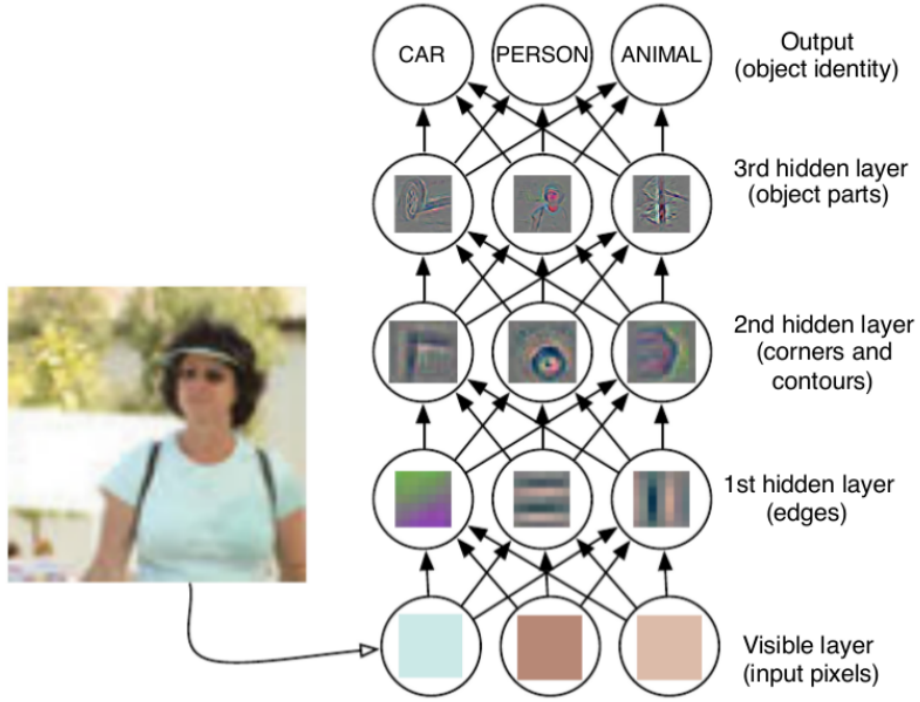 CAR
PERSON
ANIMAL
Output
(object identity)
3rd hidden layer
(object parts)
2nd hidden layer
(corners and
contours)
1st hidden layer
(edges)
Visible layer
(input pixels)